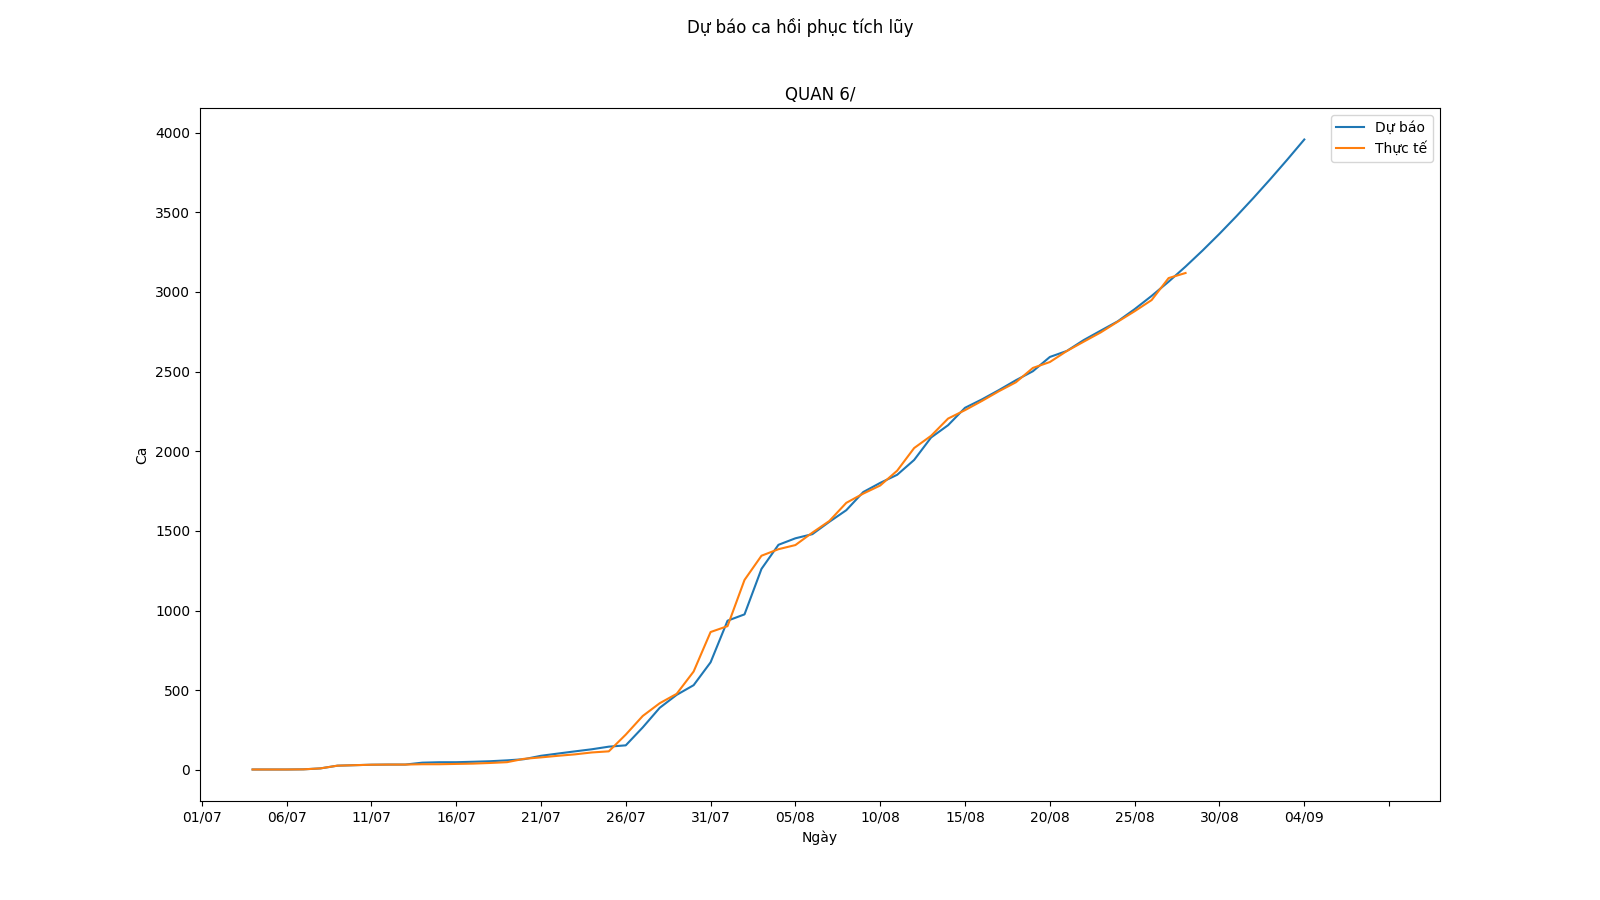 Dự báo ca hồi phục tích lũy
QUAN 6/
Dự báo
Thực tế
4000
3500
3000
2500
2000
1500
1000
500
0
Ca
01/07 06/07 11/07 16/07 21/07 26/07 31/07 05/08 10/08 15/08 20/08 25/08 30/08 04/09
Ngày